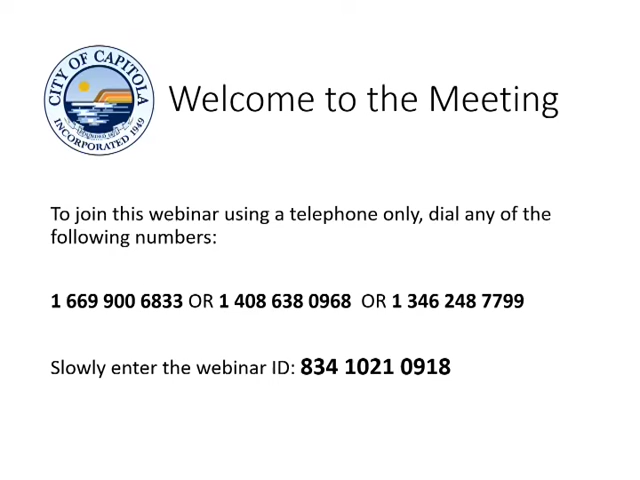 CITY OF CAPITOLA
INCORPORATED 1949
Welcome to the Meeting
To join this webinar using a telephone only, dial any of the
following numbers:
1 669 900 6833 OR 1 408 638 0968 OR 1 346 248 7799
Slowly enter the webinar ID: 834 1021 0918